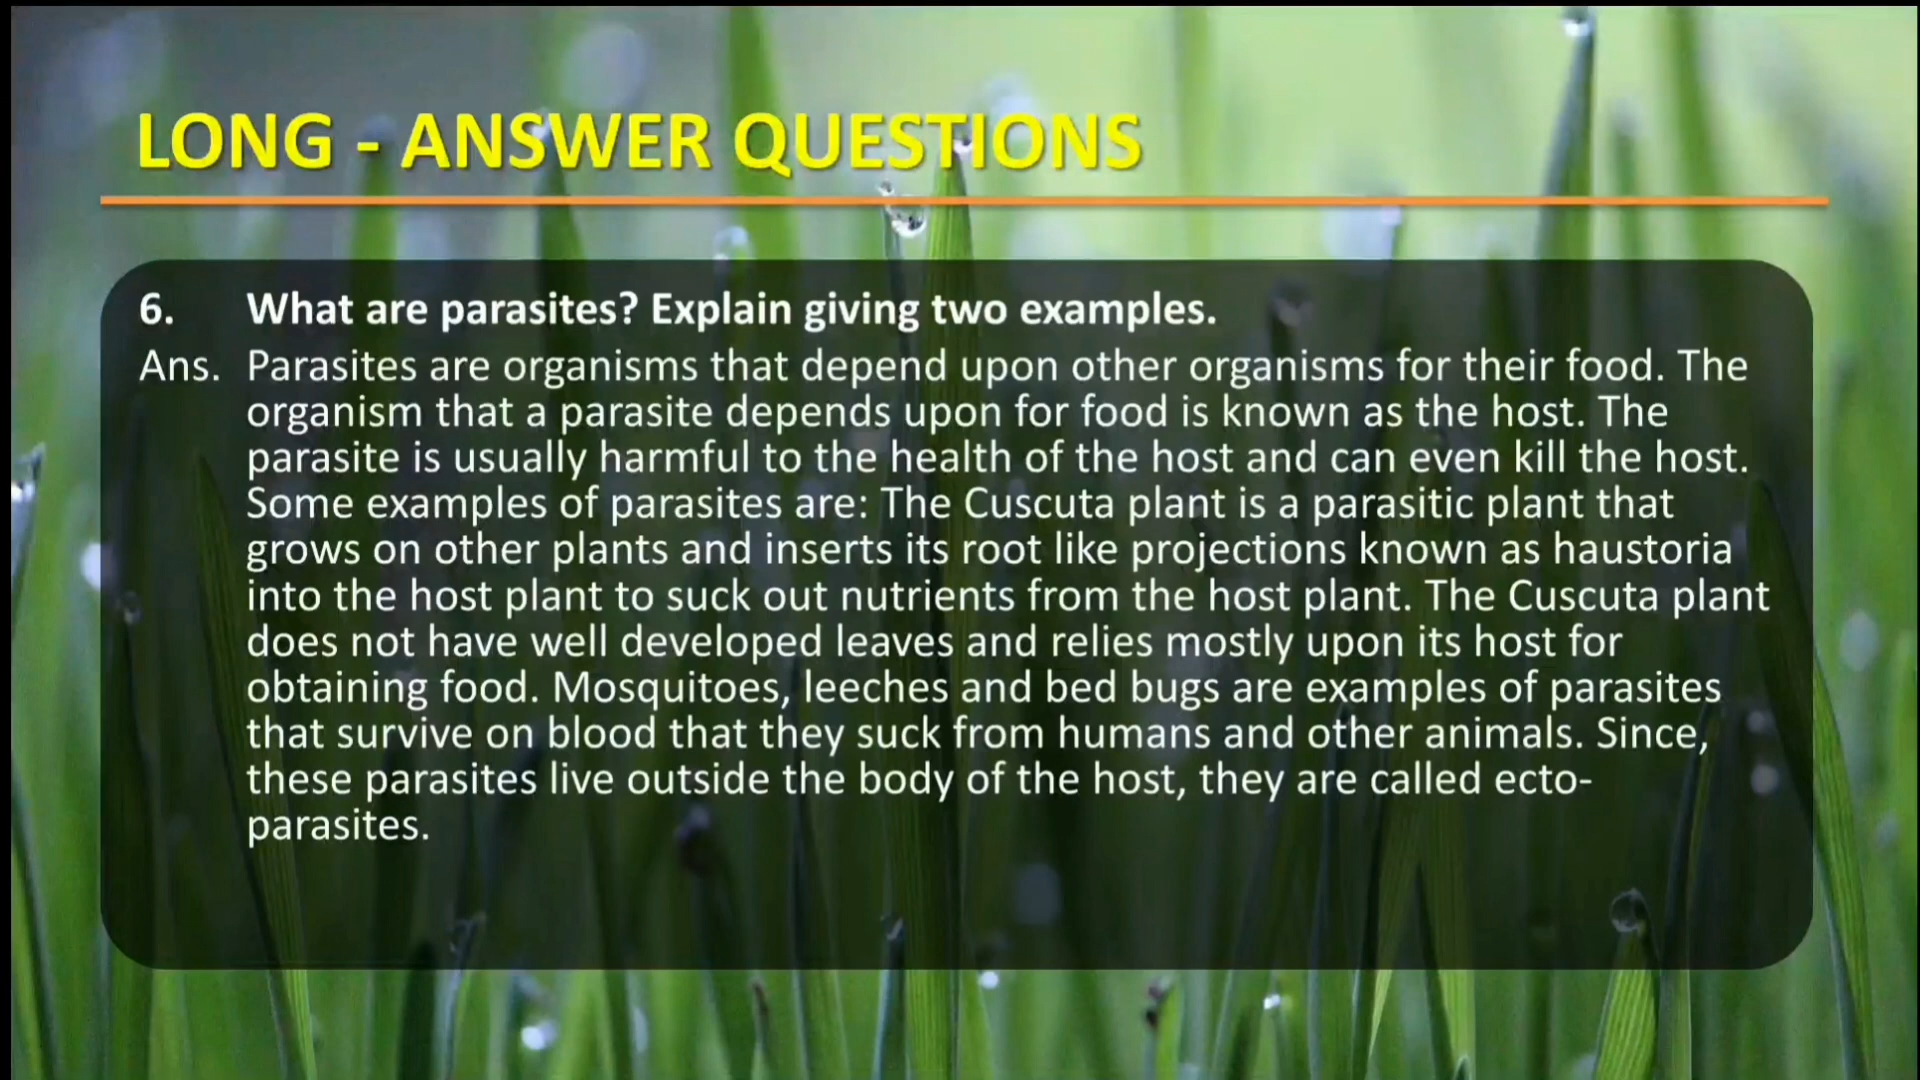 LONG - ANSWER QUESTIONS
6. What are parasites? Explain giving two examples.
Ans. Parasites are organisms that depend upon other organisms for their food. The
organism that a parasite depends upon for food is known as the host. The
parasite is usually harmful to the health of the host and can even kill the host.
Some examples of parasites are: The Cuscuta plant is a parasitic plant that
grows on other plants and inserts its root like projections known as haustoria
into the host plant to suck out nutrients from the host plant. The Cuscuta plant
does not have well developed leaves and relies mostly upon its host for
obtaining food. Mosquitoes, leeches and bed bugs are examples of parasites
that survive on blood that they suck from humans and other animals. Since,
these parasites live outside the body of the host, they are called ecto-
parasites.